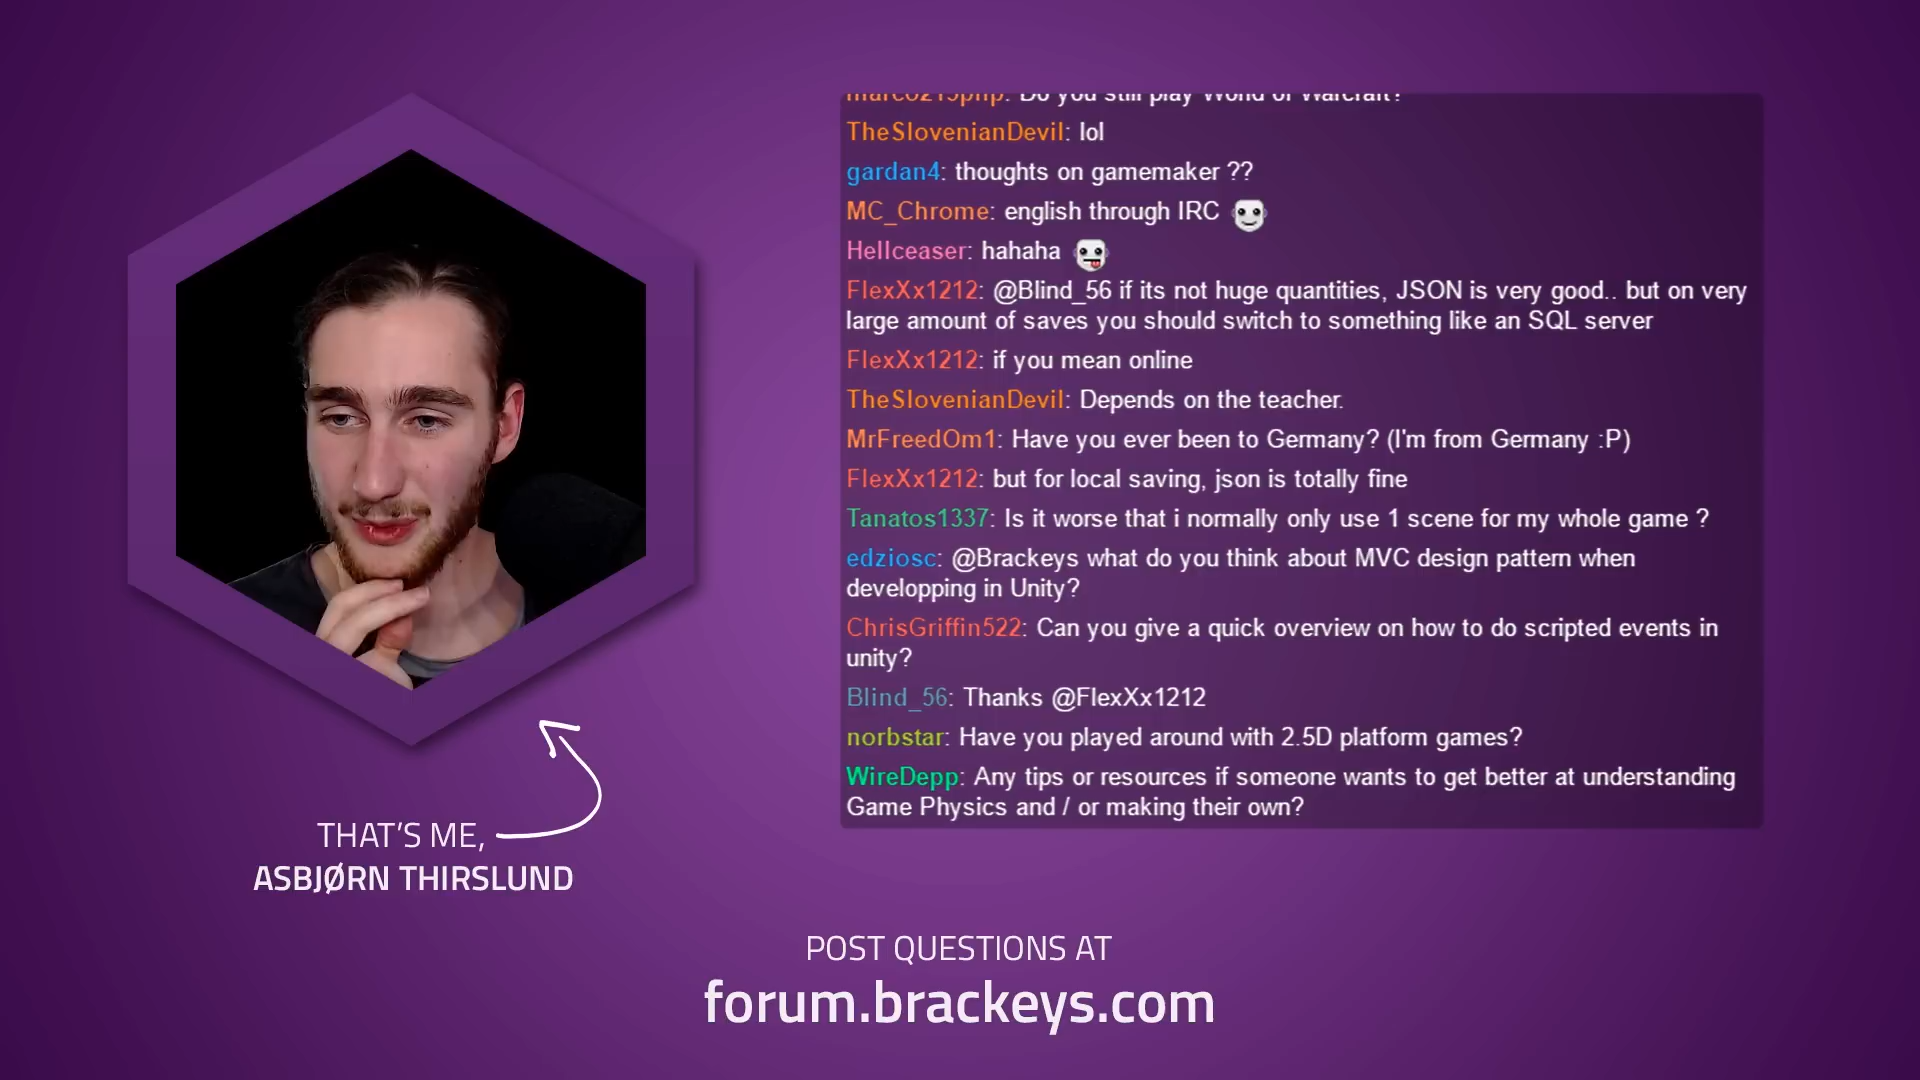 marco213php: Do you still play World of Warcraft?
TheSlovenianDevil: lol
gardan4: thoughts on gamemaker ??
MC_Chrome: english through IRC
Hellceaser: hahaha
FlexXx1212: @Blind_56 if its not huge quantities, JSON is very good.. but on very
large amount of saves you should switch to something like an SQL server
FlexXx1212: if you mean online
TheSlovenianDevil: Depends on the teacher.
MrFreedOm1: Have you ever been to Germany? (I'm from Germany :P)
FlexXx1212: but for local saving, json is totally fine
Tanatos1337: Is it worse that i normally only use 1 scene for my whole game ?
edziosc: @Brackeys what do you think about MVC design pattern when
developping in Unity?
ChrisGriffin522: Can you give a quick overview on how to do scripted events in
unity?
Blind_56: Thanks @FlexXx1212
norbstar: Have you played around with 2.5D platform games?
WireDepp: Any tips or resources if someone wants to get better at understanding
Game Physics and / or making their own?
THAT'S ME,
ASBJØRN THIRSLUND
POST QUESTIONS AT
forum.brackeys.com